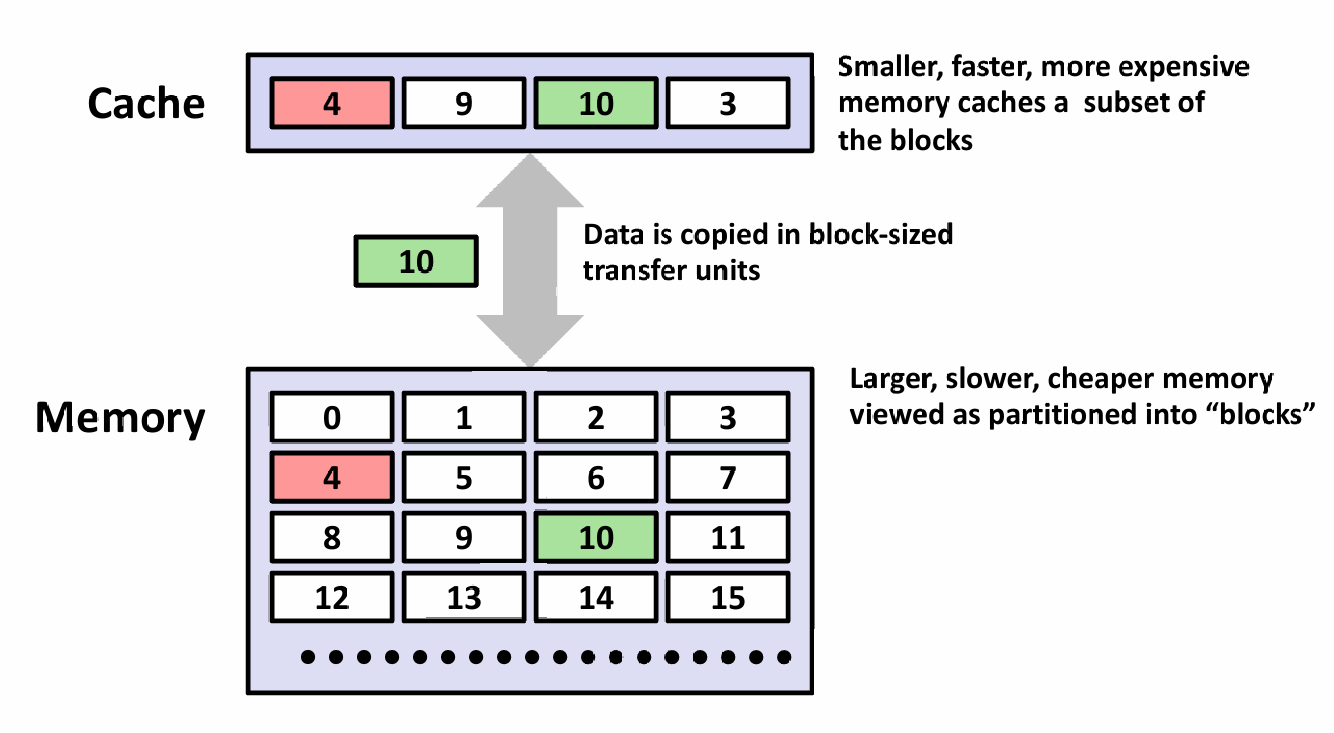 Cache
4 9 10 3
Smaller, faster, more expensive
memory caches a subset of
the blocks
10
Data is copied in block-sized
transfer units
Memory
0 1 2 3
4 5 6 7
8 9 10 11
12 13 14 15
Larger, slower, cheaper memory
viewed as partitioned into “blocks”